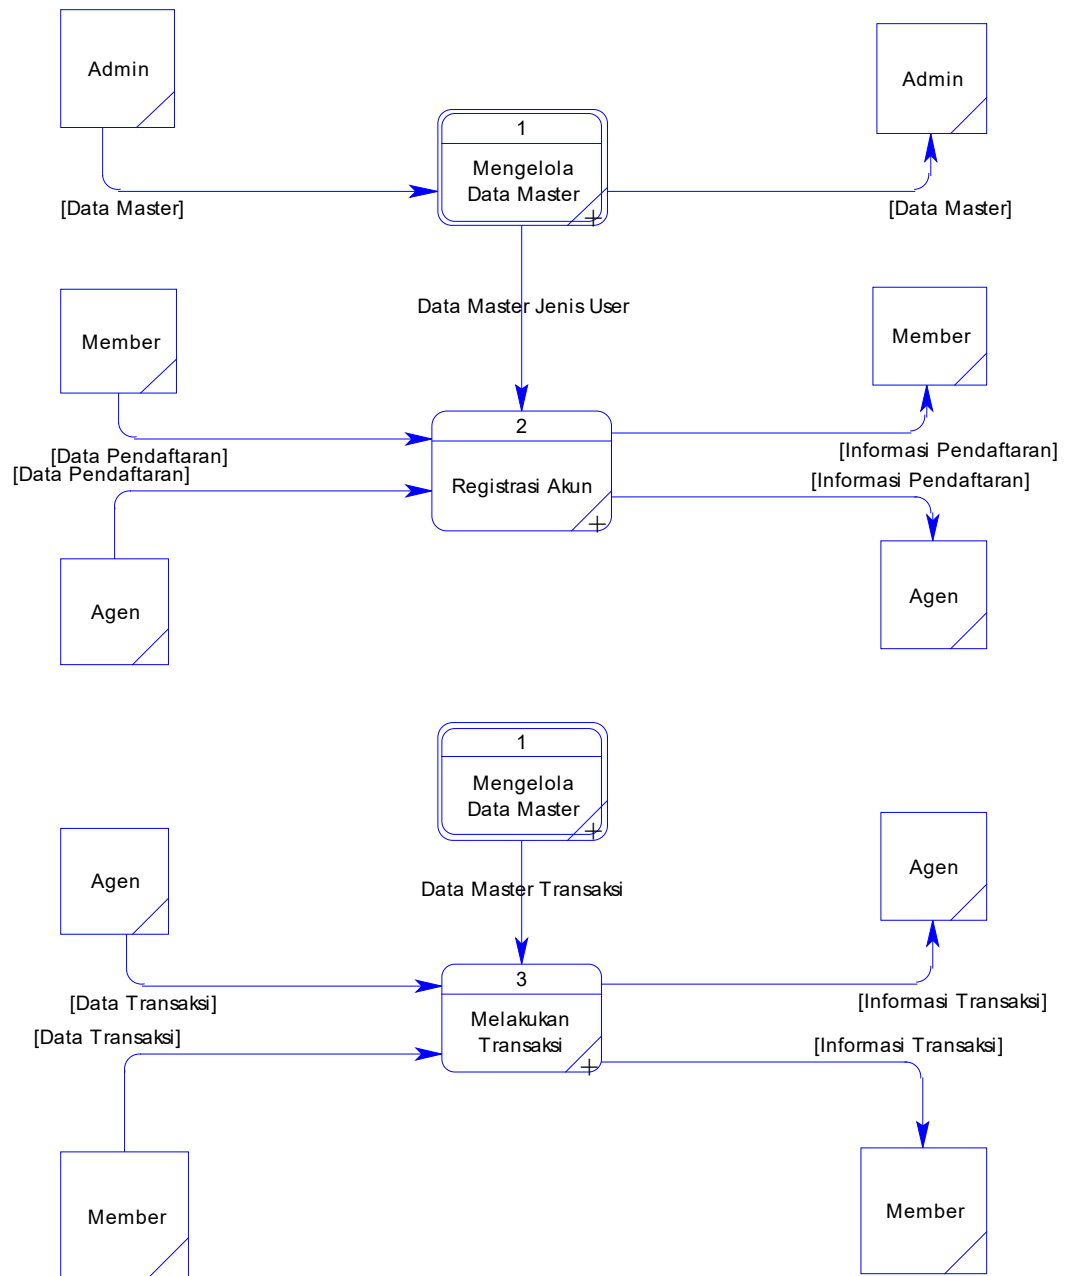 Admin
Admin
1
Mengelola
Data Master
[Data Master]
[Data Master]
Data Master Jenis User
Member
Member
2
Registrasi Akun
[Data Pendaftaran]
[Informasi Pendaftaran]
[Data Pendaftaran]
[Informasi Pendaftaran]
Agen
Agen
1
Mengelola
Data Master
Agen
Agen
Data Master Transaksi
3
Melakukan
Transaksi
[Data Transaksi]
[Informasi Transaksi]
[Data Transaksi]
[Informasi Transaksi]
Member
Member